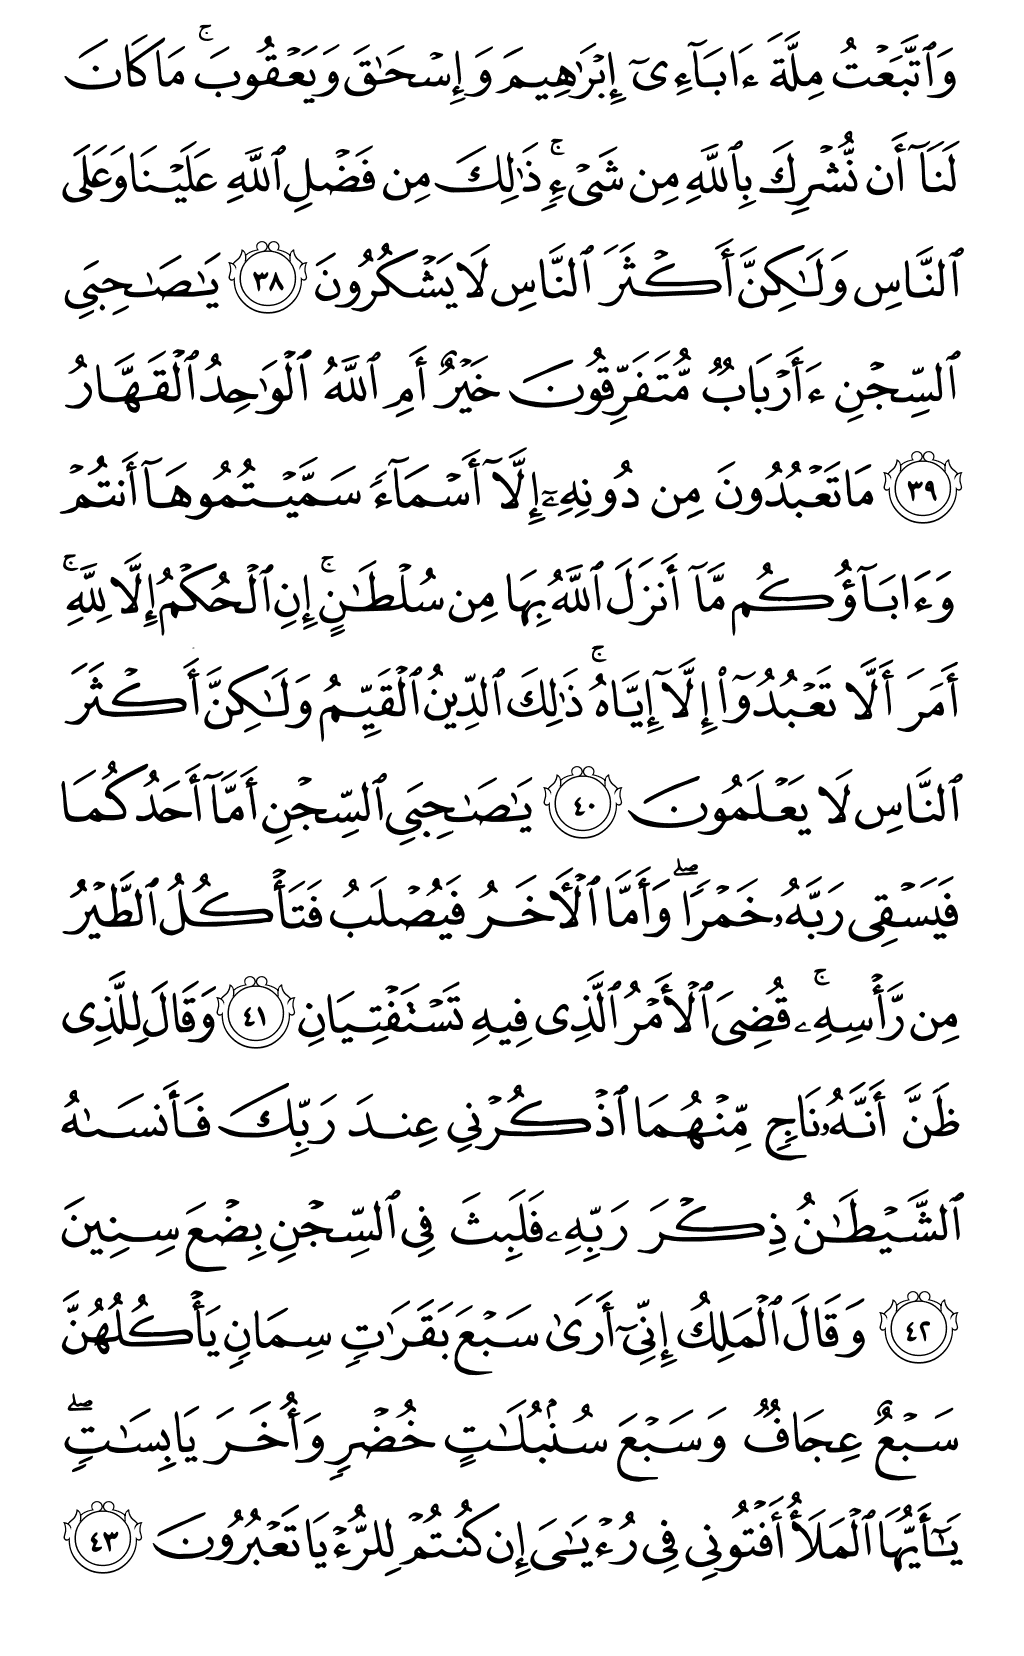 وَٱتَّبَعۡتُ مِلَّةَ ءَابَآءِيٓ إِبۡرَٰهِيمَ وَإِسۡحَٰقَ وَيَعۡقُوبَۚ مَا كَانَ
لَنَآ أَن نُّشۡرِكَ بِٱللَّهِ مِن شَيۡءٖۚ ذَٰلِكَ مِن فَضۡلِ ٱللَّهِ عَلَيۡنَا وَعَلَى
ٱلنَّاسِ وَلَٰكِنَّ أَكۡثَرَ ٱلنَّاسِ لَا يَشۡكُرُونَ ٣٨ يَٰصَٰحِبَيِ
ٱلسِّجۡنِ ءَأَرۡبَابٞ مُّتَفَرِّقُونَ خَيۡرٌ أَمِ ٱللَّهُ ٱلۡوَٰحِدُ ٱلۡقَهَّارُ
٣٩ مَا تَعۡبُدُونَ مِن دُونِهِۦٓ إِلَّآ أَسۡمَآءٗ سَمَّيۡتُمُوهَآ أَنتُمۡ
وَءَابَآؤُكُم مَّآ أَنزَلَ ٱللَّهُ بِهَا مِن سُلۡطَٰنٍۚ إِنِ ٱلۡحُكۡمُ إِلَّا لِلَّهِۚ
أَمَرَ أَلَّا تَعۡبُدُوٓاْ إِلَّآ إِيَّاهُۚ ذَٰلِكَ ٱلدِّينُ ٱلۡقَيِّمُ وَلَٰكِنَّ أَكۡثَرَ
ٱلنَّاسِ لَا يَعۡلَمُونَ ٤٠ يَٰصَٰحِبَيِ ٱلسِّجۡنِ أَمَّآ أَحَدُكُمَا
فَيَسۡقِي رَبَّهُۥ خَمۡرٗاۖ وَأَمَّا ٱلۡأٓخَرُ فَيُصۡلَبُ فَتَأۡكُلُ ٱلطَّيۡرُ
مِن رَّأۡسِهِۦۚ قُضِيَ ٱلۡأَمۡرُ ٱلَّذِي فِيهِ تَسۡتَفۡتِيَانِ ٤١ وَقَالَ لِلَّذِي
ظَنَّ أَنَّهُۥ نَاجٖ مِّنۡهُمَا ٱذۡكُرۡنِي عِندَ رَبِّكَ فَأَنسَىٰهُ
ٱلشَّيۡطَٰنُ ذِكۡرَ رَبِّهِۦ فَلَبِثَ فِي ٱلسِّجۡنِ بِضۡعَ سِنِينَ
٤٢ وَقَالَ ٱلۡمَلِكُ إِنِّيٓ أَرَىٰ سَبۡعَ بَقَرَٰتٖ سِمَانٖ يَأۡكُلُهُنَّ
سَبۡعٌ عِجَافٞ وَسَبۡعَ سُنۢبُلَٰتٍ خُضۡرٖ وَأُخَرَ يَابِسَٰتٖۖ
يَٰٓأَيُّهَا ٱلۡمَلَأُ أَفۡتُونِي فِي رُءۡيَٰيَ إِن كُنتُمۡ لِلرُّءۡيَا تَعۡبُرُونَ ٤٣